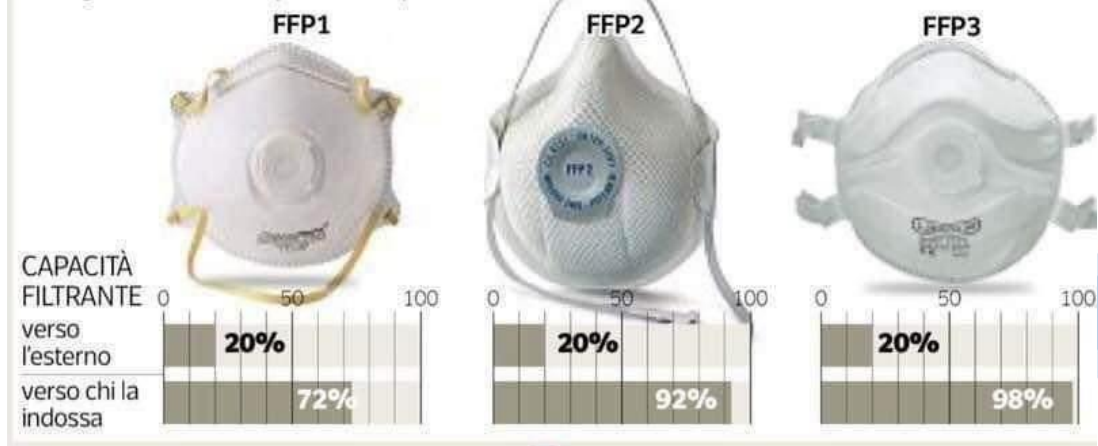 FFP1
FFP2
FFP3
FFP2
CAPACITÀ
FILTRANTE
0 50 100
0 50 100
0 50 100
verso
l'esterno
20%
20%
20%
verso chi la
indossa
72%
92%
98%